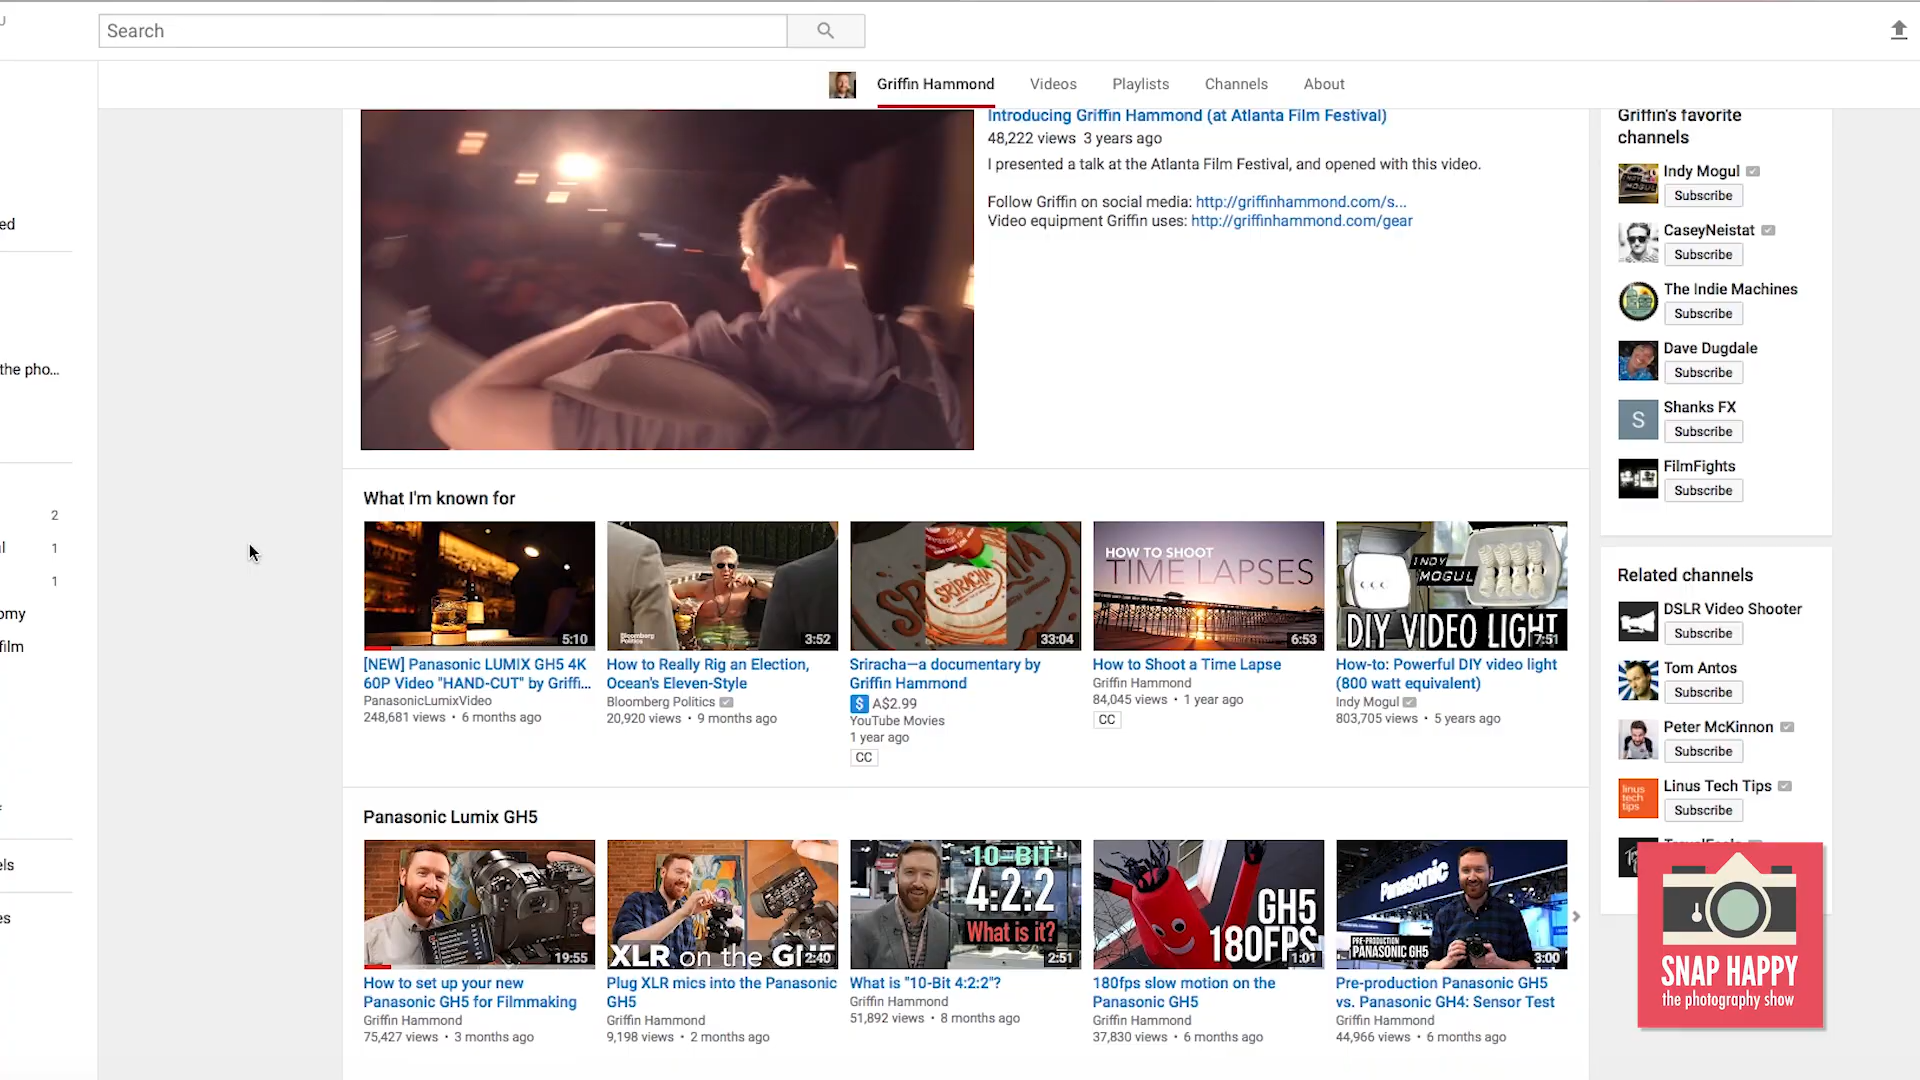 Search
Griffin Hammond
Videos
Playlists
Channels
About
Introducing Griffin Hammond (at Atlanta Film Festival)
48,222 views 3 years ago
I presented a talk at the Atlanta Film Festival, and opened with this video.
Follow Griffin on social media: http://griffinhammond.com/s...
Video equipment Griffin uses: http://griffinhammond.com/gear
Griffin's favorite
channels
Indy Mogul
Subscribe
CaseyNeistat
Subscribe
The Indie Machines
Subscribe
Dave Dugdale
Subscribe
S
Shanks FX
Subscribe
FilmFights
Subscribe
ed
the pho...
2
l
1
1
omy
film
els
es
What I'm known for
5:10
[NEW] Panasonic LUMIX GH5 4K
60P Video "HAND-CUT" by Griffi...
PanasonicLumixVideo
248,681 views • 6 months ago
Bloomberg
Politics
3:52
How to Really Rig an Election,
Ocean's Eleven-Style
Bloomberg Politics
20,920 views • 9 months ago
SRIRACHA
33:04
Sriracha—a documentary by
Griffin Hammond
$ A$2.99
YouTube Movies
1 year ago
CC
HOW TO SHOOT
TIME LAPSES
6:53
How to Shoot a Time Lapse
Griffin Hammond
84,045 views • 1 year ago
CC
INDY
MOGUL
DIY VIDEO LIGHT
7:51
How-to: Powerful DIY video light
(800 watt equivalent)
Indy Mogul
803,705 views • 5 years ago
Related channels
DSLR Video Shooter
Subscribe
Tom Antos
Subscribe
Peter McKinnon
Subscribe
linus
tech
tips
Linus Tech Tips
Subscribe
Panasonic Lumix GH5
19:55
How to set up your new
Panasonic GH5 for Filmmaking
Griffin Hammond
75,427 views • 3 months ago
XLR on the GH5
2:40
Plug XLR mics into the Panasonic
GH5
Griffin Hammond
9,198 views • 2 months ago
10-BIT
4:2:2
What is it?
2:51
What is "10-Bit 4:2:2"?
Griffin Hammond
51,892 views • 8 months ago
GH5
180FPS
1:01
180fps slow motion on the
Panasonic GH5
Griffin Hammond
37,830 views • 6 months ago
Panasonic
PRE-PRODUCTION
PANASONIC GH5
3:00
Pre-production Panasonic GH5
vs. Panasonic GH4: Sensor Test
Griffin Hammond
44,966 views • 6 months ago
SNAP HAPPY
the photography show